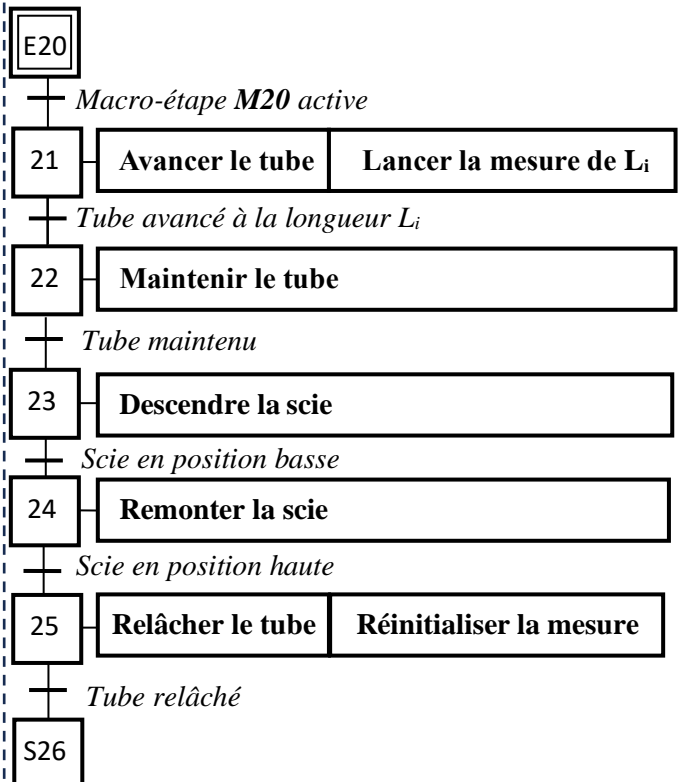 E20
Macro-étape M20 active
21 Avancer le tube Lancer la mesure de Li
Tube avancé à la longueur Li
22 Maintenir le tube
Tube maintenu
23 Descendre la scie
Scie en position basse
24 Remonter la scie
Scie en position haute
25 Relâcher le tube Réinitialiser la mesure
Tube relâché
S26